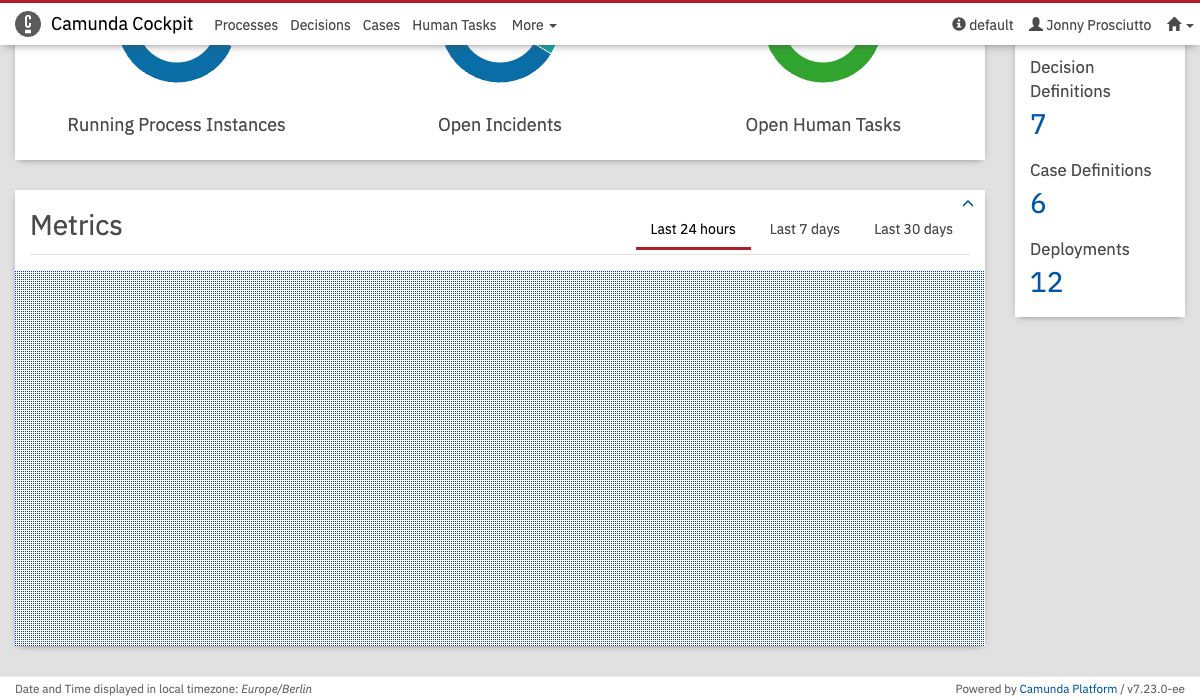 Camunda Cockpit Processes Decisions Cases Human Tasks More default Jonny Prosciutto
Running Process Instances Open Incidents Open Human Tasks
Decision
Definitions
7
Case Definitions
6
Deployments
12
Metrics
Last 24 hours Last 7 days Last 30 days
Date and Time displayed in local timezone: Europe/Berlin
Powered by Camunda Platform / v7.23.0-ee